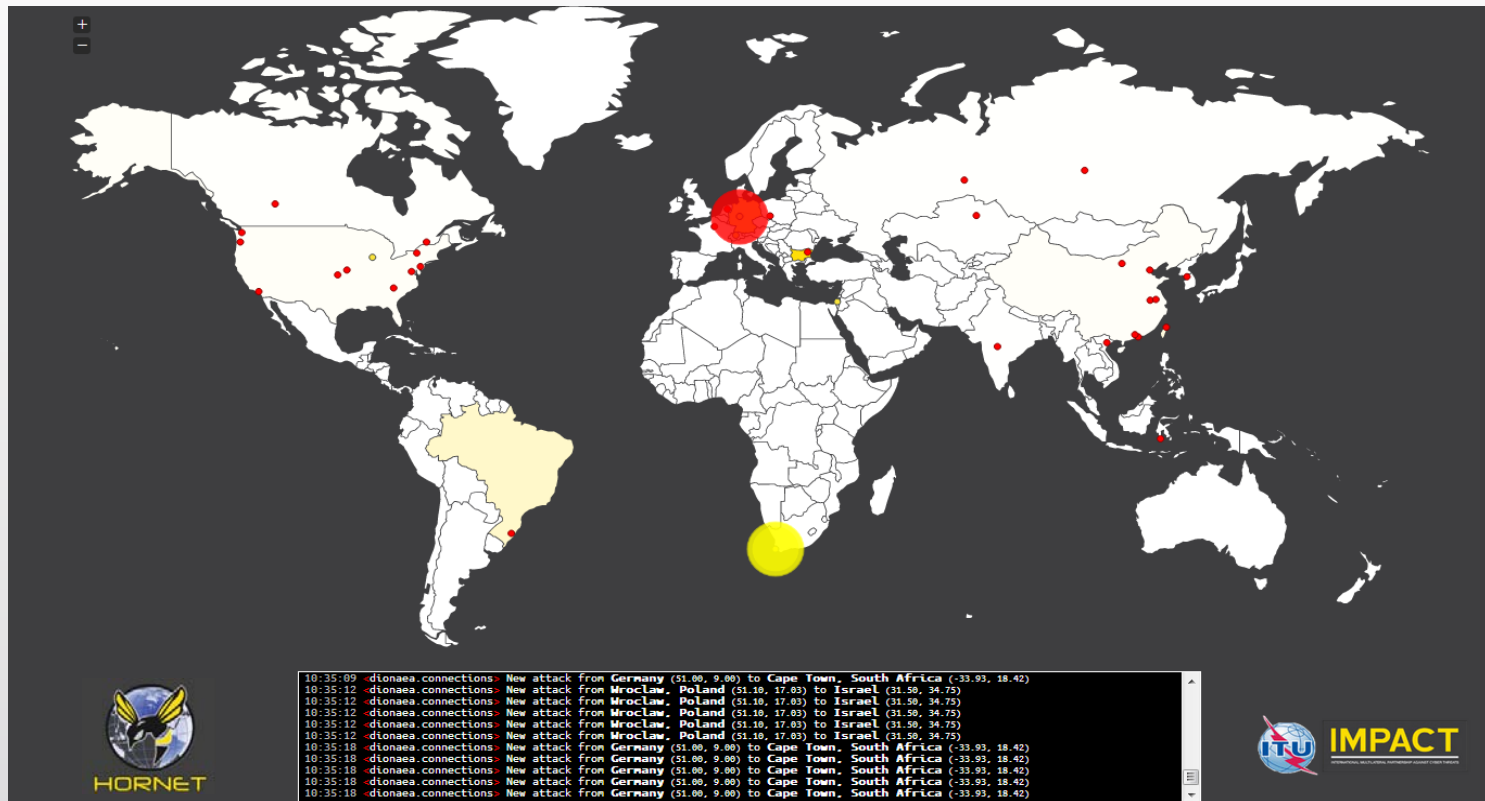 +
−
10:35:09 <dionaea.connections> New attack from Germany (51.00, 9.00) to Cape Town, South Africa (-33.93, 18.42)
10:35:12 <dionaea.connections> New attack from Wroclaw, Poland (51.10, 17.03) to Israel (31.50, 34.75)
10:35:12 <dionaea.connections> New attack from Wroclaw, Poland (51.10, 17.03) to Israel (31.50, 34.75)
10:35:12 <dionaea.connections> New attack from Wroclaw, Poland (51.10, 17.03) to Israel (31.50, 34.75)
10:35:12 <dionaea.connections> New attack from Wroclaw, Poland (51.10, 17.03) to Israel (31.50, 34.75)
10:35:12 <dionaea.connections> New attack from Wroclaw, Poland (51.10, 17.03) to Israel (31.50, 34.75)
10:35:18 <dionaea.connections> New attack from Germany (51.00, 9.00) to Cape Town, South Africa (-33.93, 18.42)
10:35:18 <dionaea.connections> New attack from Germany (51.00, 9.00) to Cape Town, South Africa (-33.93, 18.42)
10:35:18 <dionaea.connections> New attack from Germany (51.00, 9.00) to Cape Town, South Africa (-33.93, 18.42)
10:35:18 <dionaea.connections> New attack from Germany (51.00, 9.00) to Cape Town, South Africa (-33.93, 18.42)
10:35:18 <dionaea.connections> New attack from Germany (51.00, 9.00) to Cape Town, South Africa (-33.93, 18.42)
HORNET
ITU
IMPACT
INTERNATIONAL MULTILATERAL PARTNERSHIP AGAINST CYBER THREATS